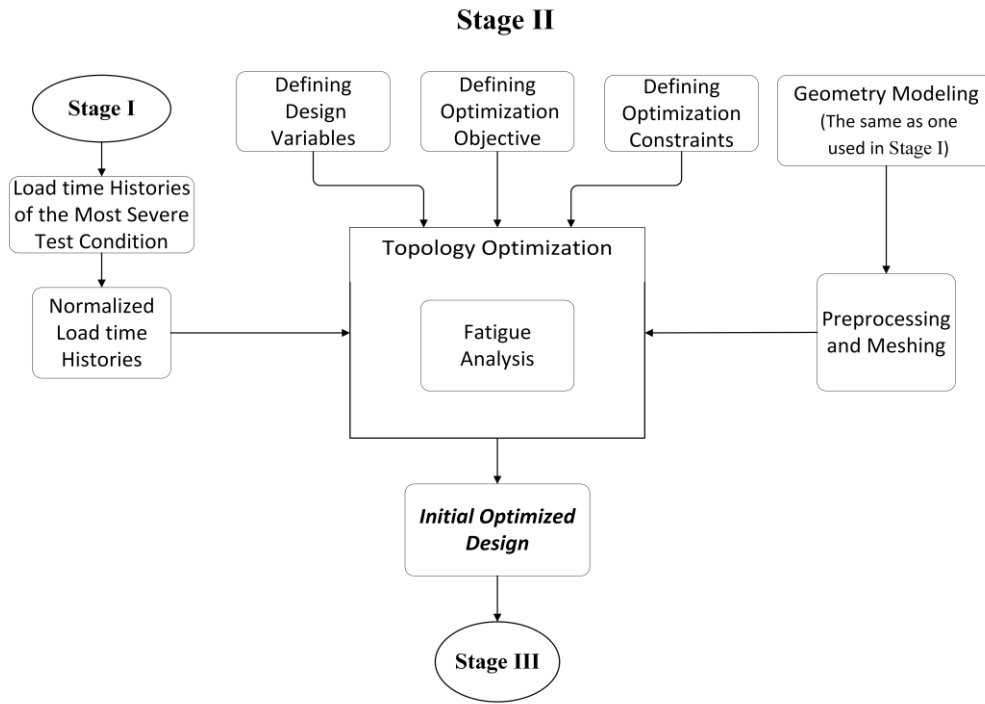 Stage II
Stage I
Load time Histories
of the Most Severe
Test Condition
Normalized
Load time
Histories
Defining
Design
Variables
Defining
Optimization
Objective
Defining
Optimization
Constraints
Geometry Modeling
(The same as one
used in Stage I)
Preprocessing
and Meshing
Topology Optimization
Fatigue
Analysis
Initial Optimized
Design
Stage III